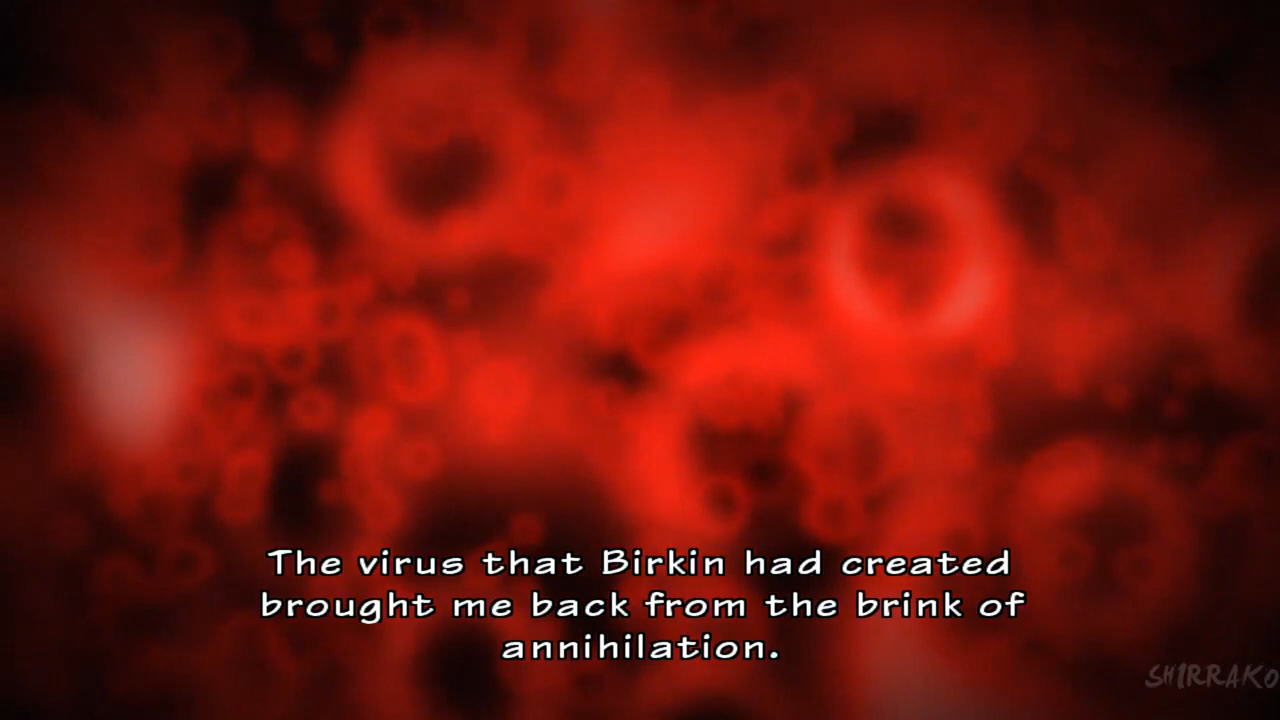 The virus that Birkin had created
brought me back from the brink of
annihilation.
SHIRRAKO